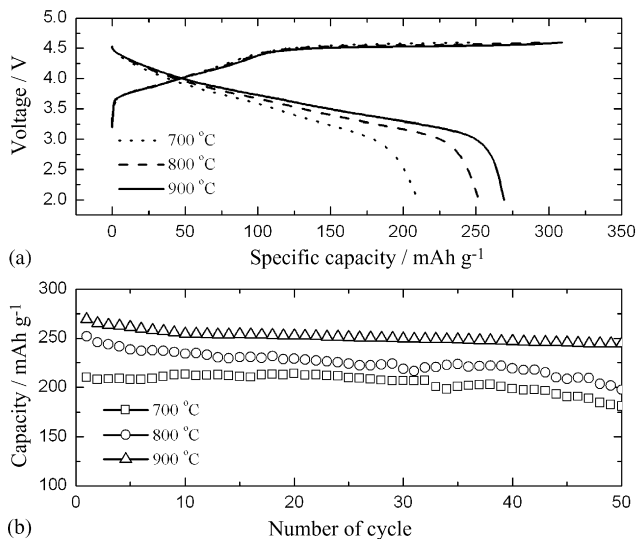 5.0
4.5
4.0
3.5
3.0
2.5
2.0
Voltage / V
700 °C
800 °C
900 °C
0 50 100 150 200 250 300 350
Specific capacity / mAh g-1
(a)
300
250
200
150
100
Capacity / mAh g-1
700 °C
800 °C
900 °C
0 10 20 30 40 50
Number of cycle
(b)